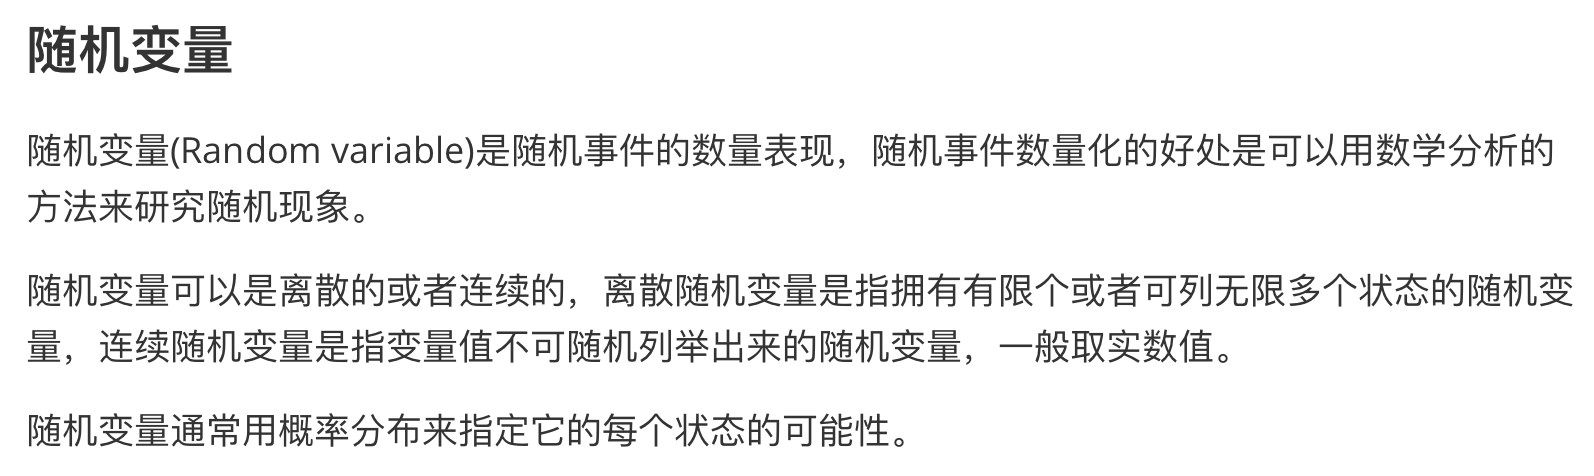 随机变量
随机变量(Random variable)是随机事件的数量表现，随机事件数量化的好处是可以用数学分析的
方法来研究随机现象。
随机变量可以是离散的或者连续的，离散随机变量是指拥有有限个或者可列无限多个状态的随机变
量，连续随机变量是指变量值不可随机列举出来的随机变量，一般取实数值。
随机变量通常用概率分布来指定它的每个状态的可能性。